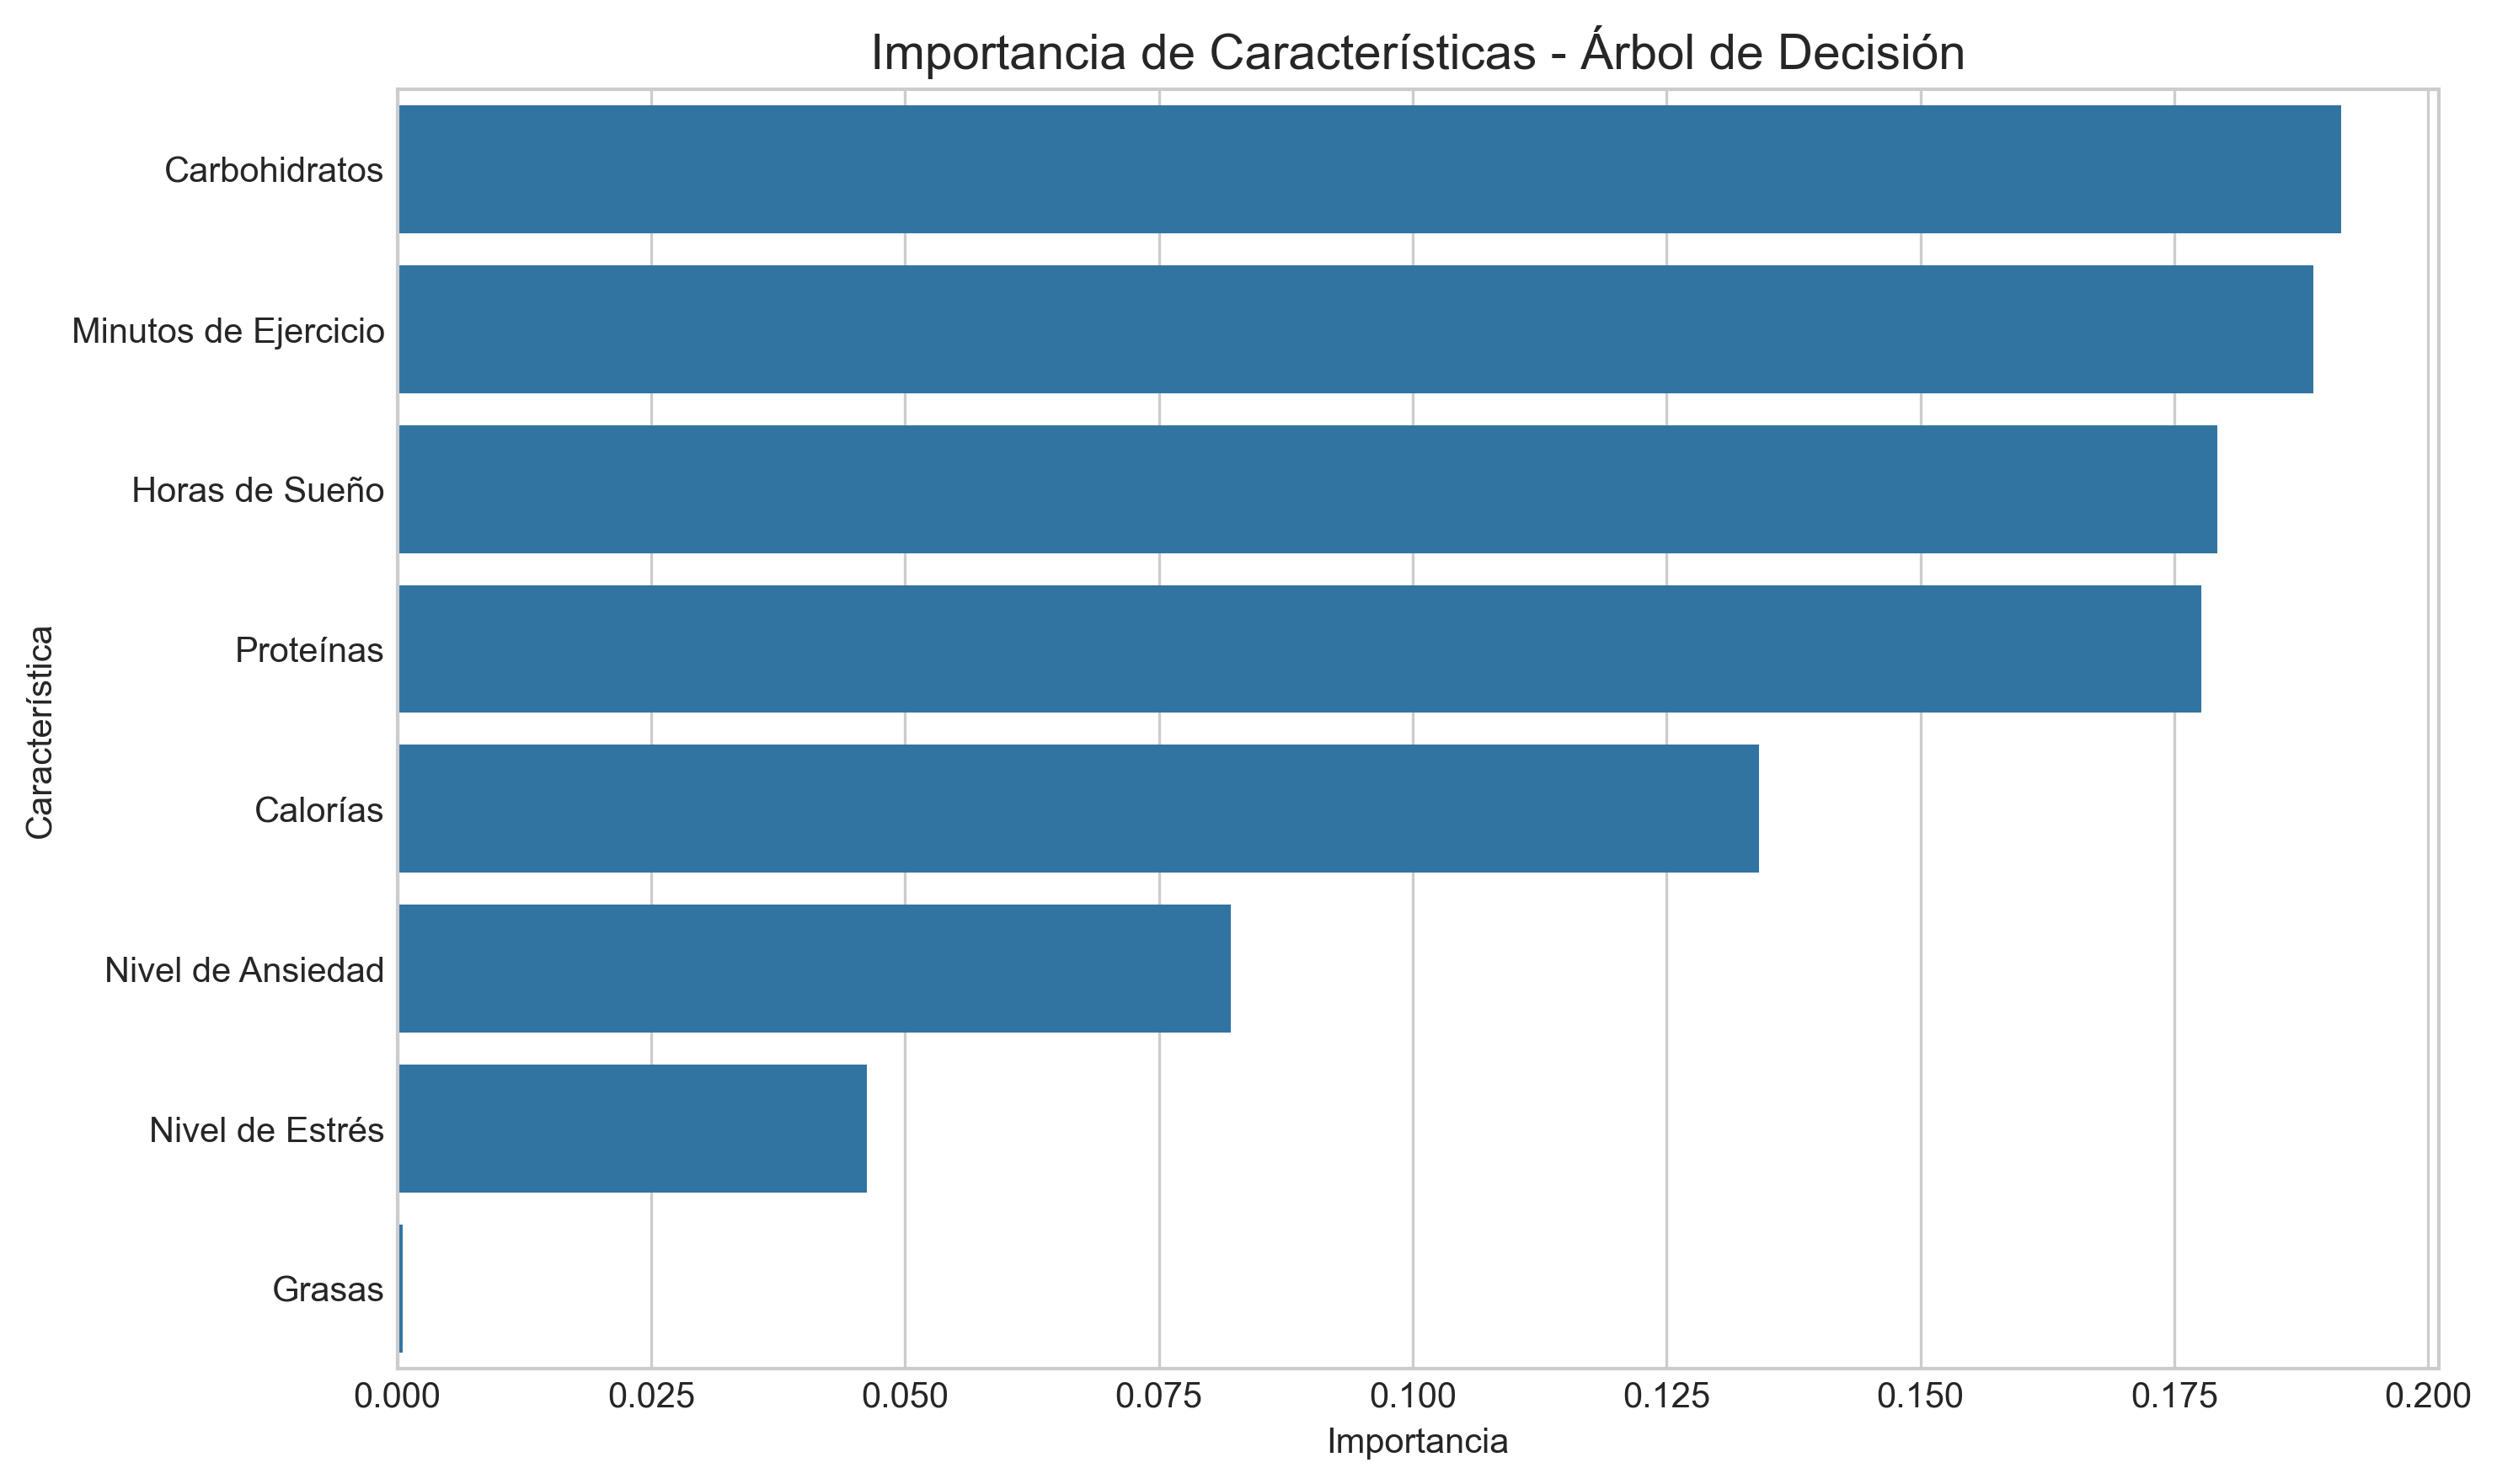 Importancia de Características - Árbol de Decisión
Característica
Carbohidratos
Minutos de Ejercicio
Horas de Sueño
Proteínas
Calorías
Nivel de Ansiedad
Nivel de Estrés
Grasas
0.000 0.025 0.050 0.075 0.100 0.125 0.150 0.175 0.200
Importancia